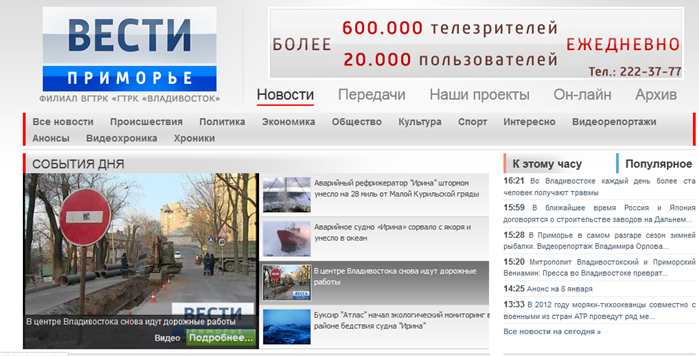 ВЕСТИ
ПРИМОРЬЕ
ФИЛИАЛ ВГТРК «ГТРК «ВЛАДИВОСТОК»
БОЛЕЕ
600.000 телезрителей
20.000 пользователей
ЕЖЕДНЕВНО
Тел.: 222-37-77
Новости Передачи Наши проекты Он-лайн Архив
Все новости Происшествия Политика Экономика Общество Культура Спорт Интересно Видеорепортажи
Анонсы Видеохроника Хроники
СОБЫТИЯ ДНЯ
ВЕСТИ
В центре Владивостока снова идут дорожные работы
Видео Подробнее...
Аварийный рефрижератор "Ирина" штормом
унесло на 28 миль от Малой Курильской гряды
Аварийное судно «Ирина» сорвало с якоря и
унесло в океан
В центре Владивостока снова идут дорожные
работы
Буксир "Атлас" начал экологический мониторинг в
районе бедствия судна "Ирина"
К этому часу Популярное
16:21 Во Владивостоке каждый день более ста
человек получают травмы
15:59 В ближайшее время Россия и Япония
договорятся о строительстве заводов на Дальнем...
15:28 В Приморье в самом разгаре сезон зимней
рыбалки. Видеорепортаж Владимира Орлова...
15:20 Митрополит Владивостокский и Приморский
Вениамин: Пресса во Владивостоке преврат...
14:25 Анонс на 8 января
13:33 В 2012 году моряки-тихоокеанцы совместно с
военными из стран АТР проведут ряд ме...
Все новости на сегодня »